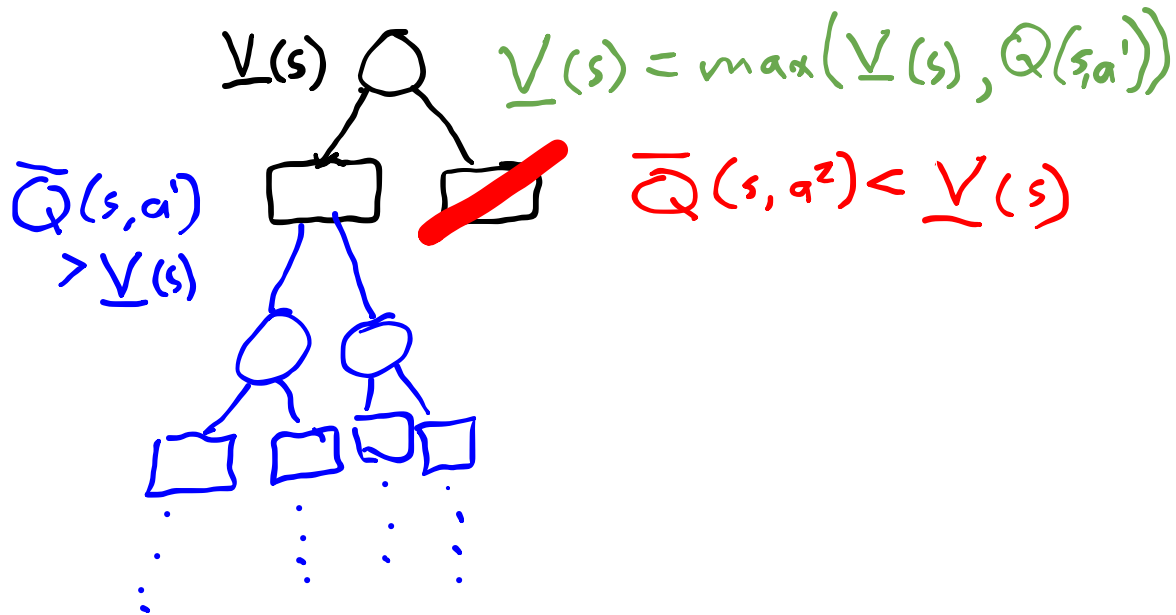 V̲(s)
V̲(s) = max(V̲(s), Q(s,a¹))
Q̅(s,a¹)
> V̲(s)
Q̅(s,a²) < V̲(s)